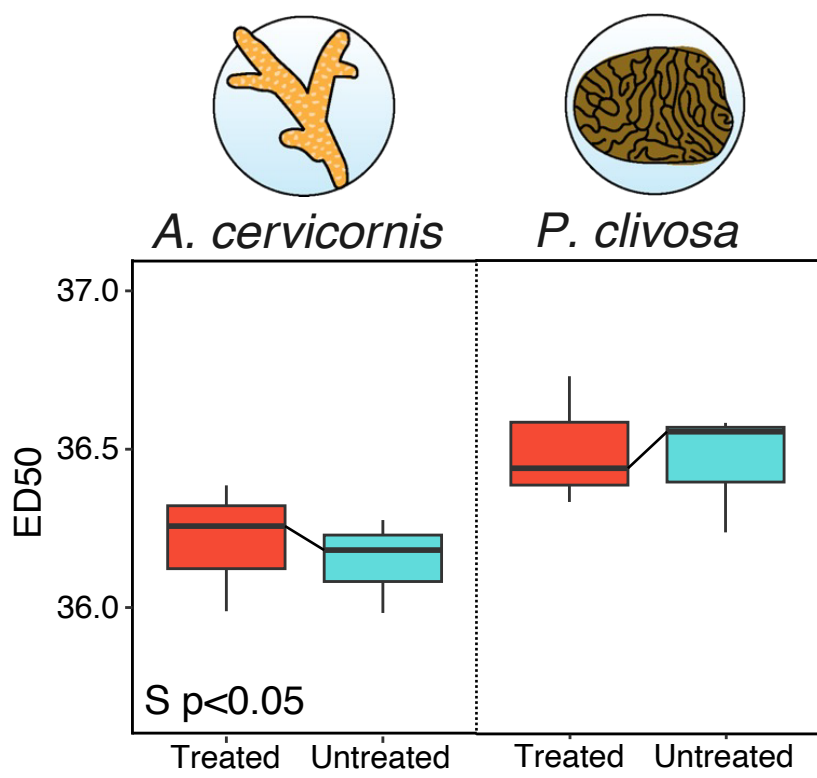 A. cervicornis
P. clivosa
37.0
36.5
36.0
ED50
S p<0.05
Treated
Untreated
Treated
Untreated